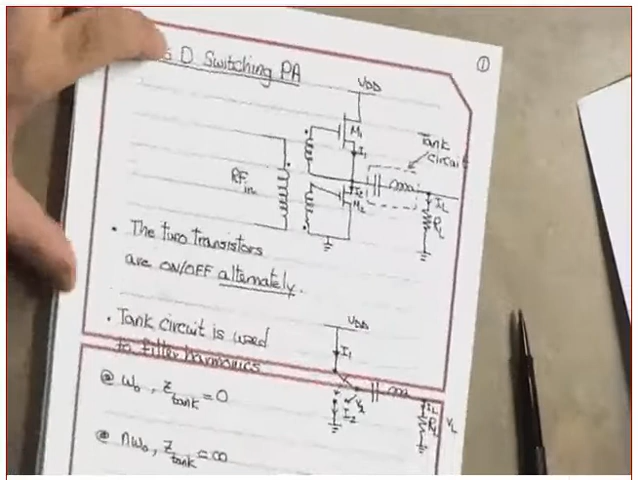 s D Switching PA
①
VDD
M1
I1
Tank
circuit
RFin
I2
M2
IL
RL
• The two transistors
are ON/OFF alternately.
• Tank circuit is used
to filter harmonics
VDD
I1
@ ω0, Ztank = 0
V2
I2
IL
RL
VL
@ nω0, Ztank = ∞